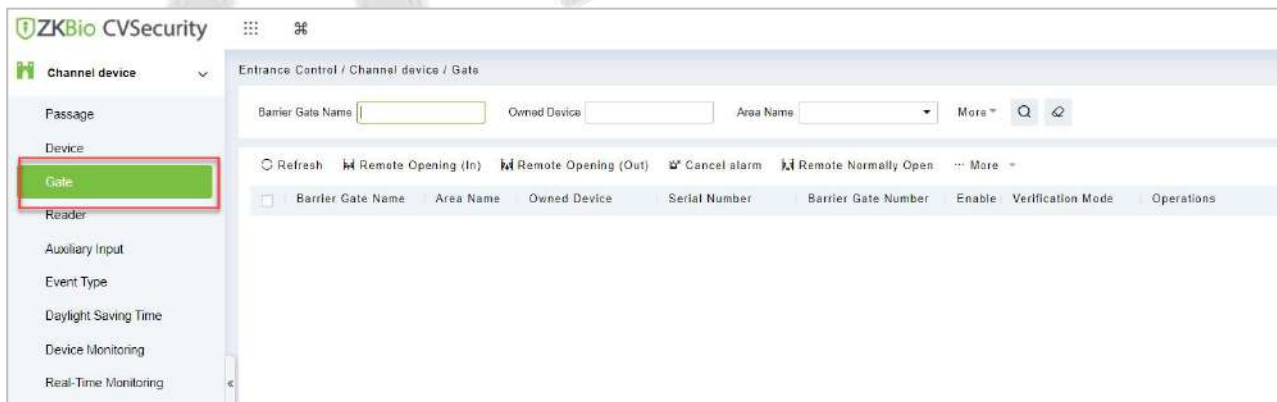 ZKBio CVSecurity
Channel device
Entrance Control / Channel device / Gate
Passage
Device
Gate
Reader
Auxiliary Input
Event Type
Daylight Saving Time
Device Monitoring
Real-Time Monitoring
Barrier Gate Name Owned Device Area Name More
Refresh Remote Opening (In) Remote Opening (Out) Cancel alarm Remote Normally Open ··· More
Barrier Gate Name Area Name Owned Device Serial Number Barrier Gate Number Enable Verification Mode Operations